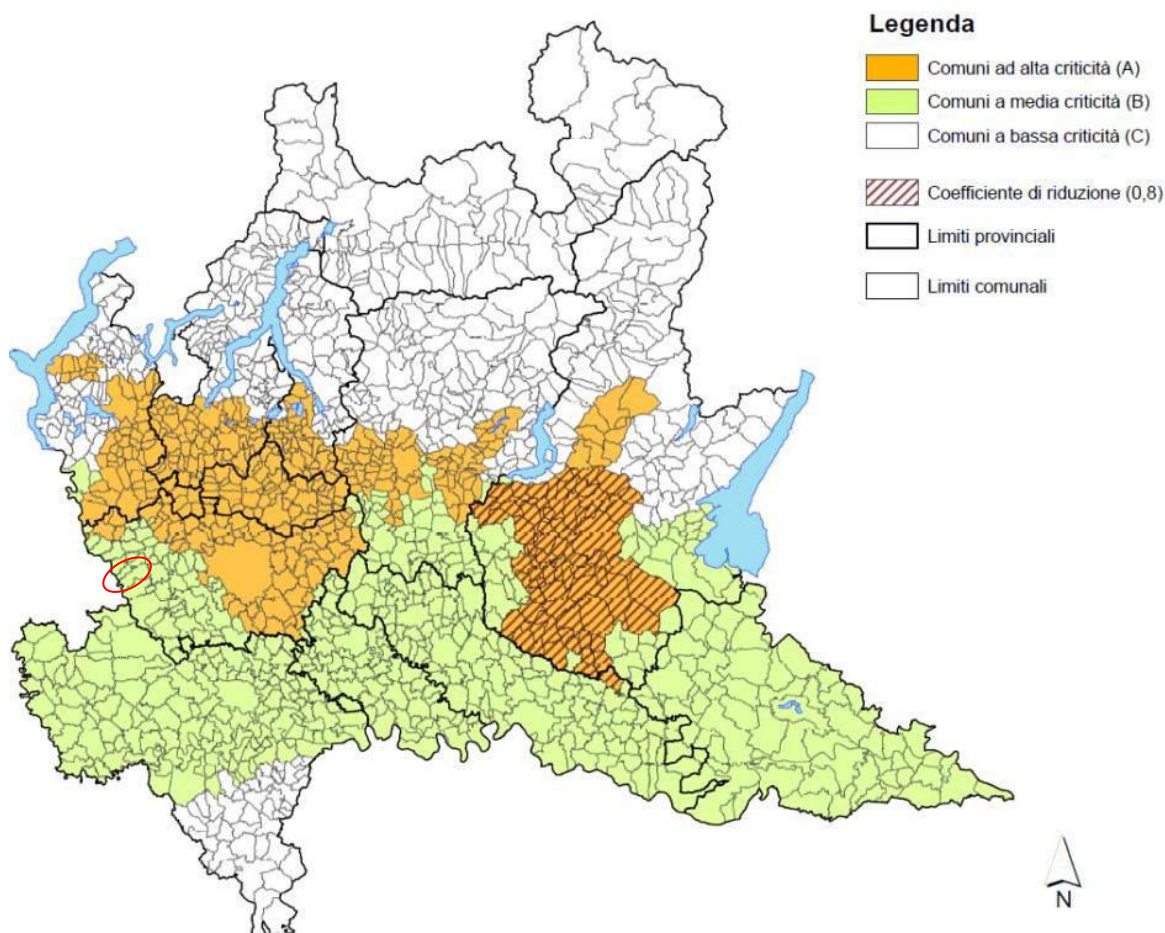 Legenda
Comuni ad alta criticità (A)
Comuni a media criticità (B)
Comuni a bassa criticità (C)
Coefficiente di riduzione (0,8)
Limiti provinciali
Limiti comunali
N